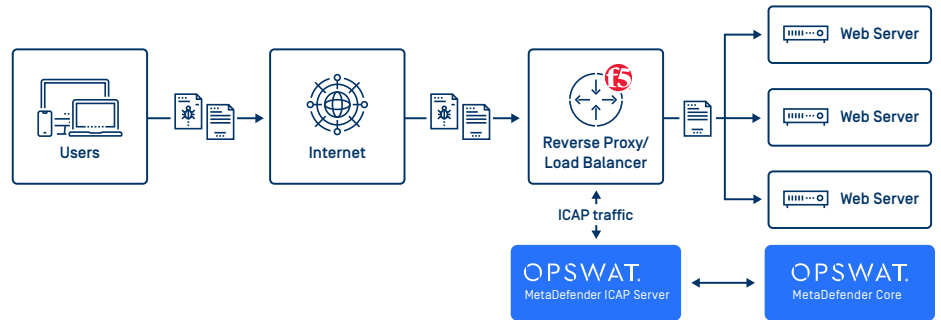 Users
Internet
f5
Reverse Proxy/
Load Balancer
Web Server
Web Server
Web Server
ICAP traffic
OPSWAT.
MetaDefender ICAP Server
OPSWAT.
MetaDefender Core